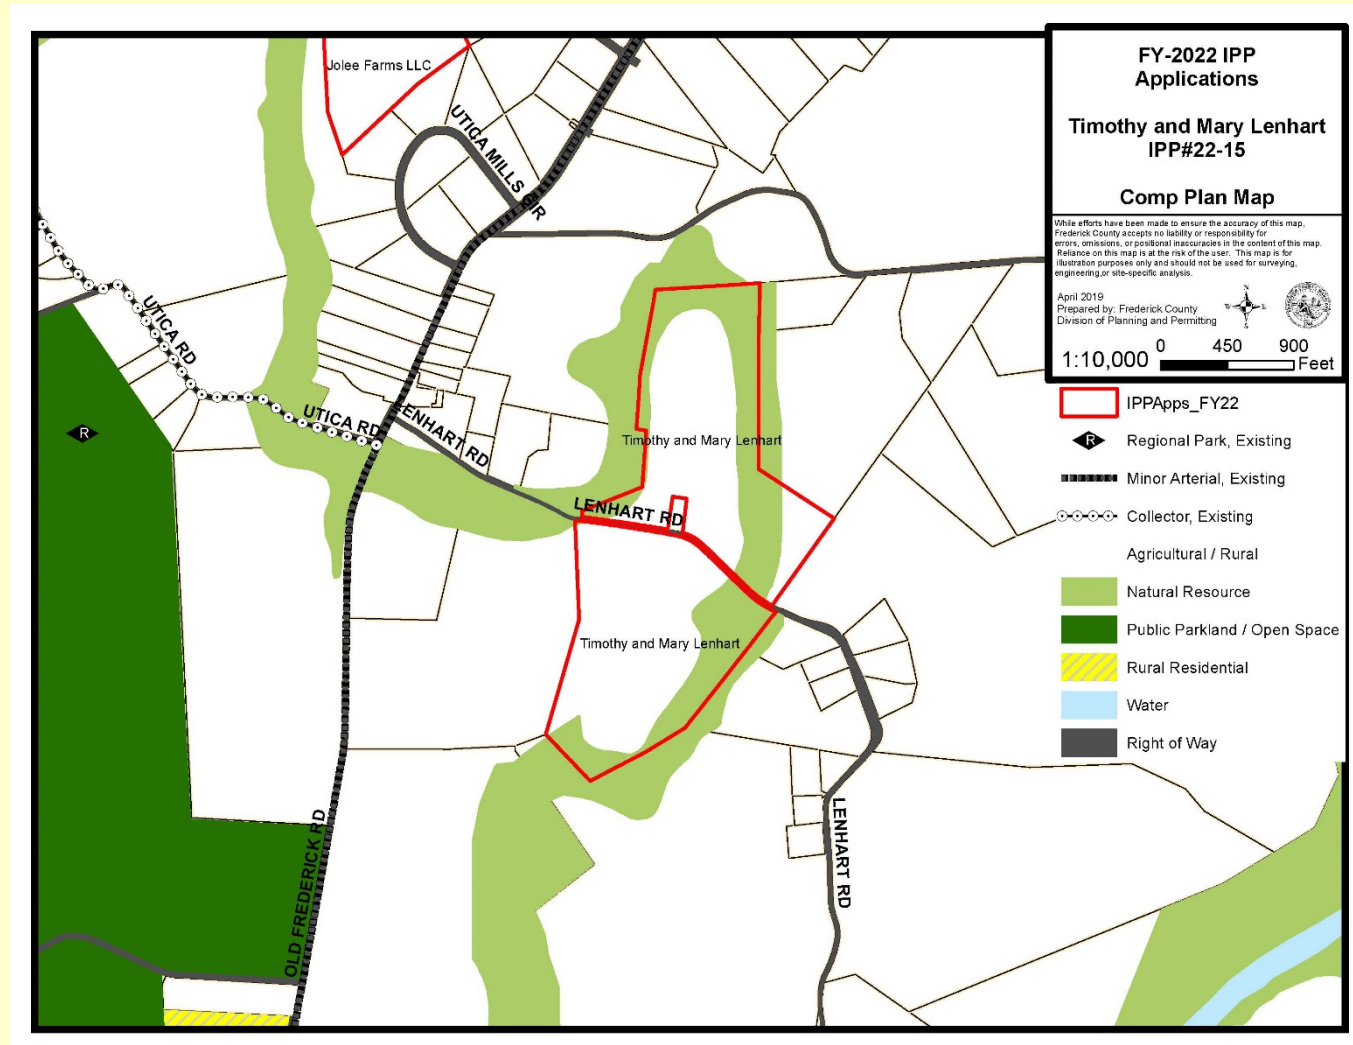 FY-2022 IPP
Applications
Timothy and Mary Lenhart
IPP#22-15
Comp Plan Map
While efforts have been made to ensure the accuracy of this map,
Frederick County accepts no liability or responsibility for
errors, omissions, or positional inaccuracies in the content of this map.
Reliance on this map is at the risk of the user. This map is for
illustration purposes only and should not be used for surveying,
engineering,or site-specific analysis.
April 2019
Prepared by: Frederick County
Division of Planning and Permitting
N
W E
S
1:10,000
0 450 900
Feet
IPPApps_FY22
R
Regional Park, Existing
Minor Arterial, Existing
Collector, Existing
Agricultural / Rural
Natural Resource
Public Parkland / Open Space
Rural Residential
Water
Right of Way
Jolee Farms LLC
UTICA MILLS CIR
UTICA RD
UTICA RD
LENHART RD
R
Timothy and Mary Lenhart
LENHART RD
Timothy and Mary Lenhart
LENHART RD
OLD FREDERICK RD